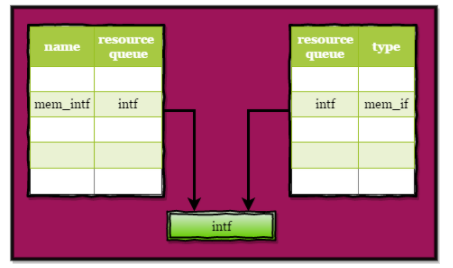 name resource queue
mem_intf intf
resource queue type
intf mem_if
intf